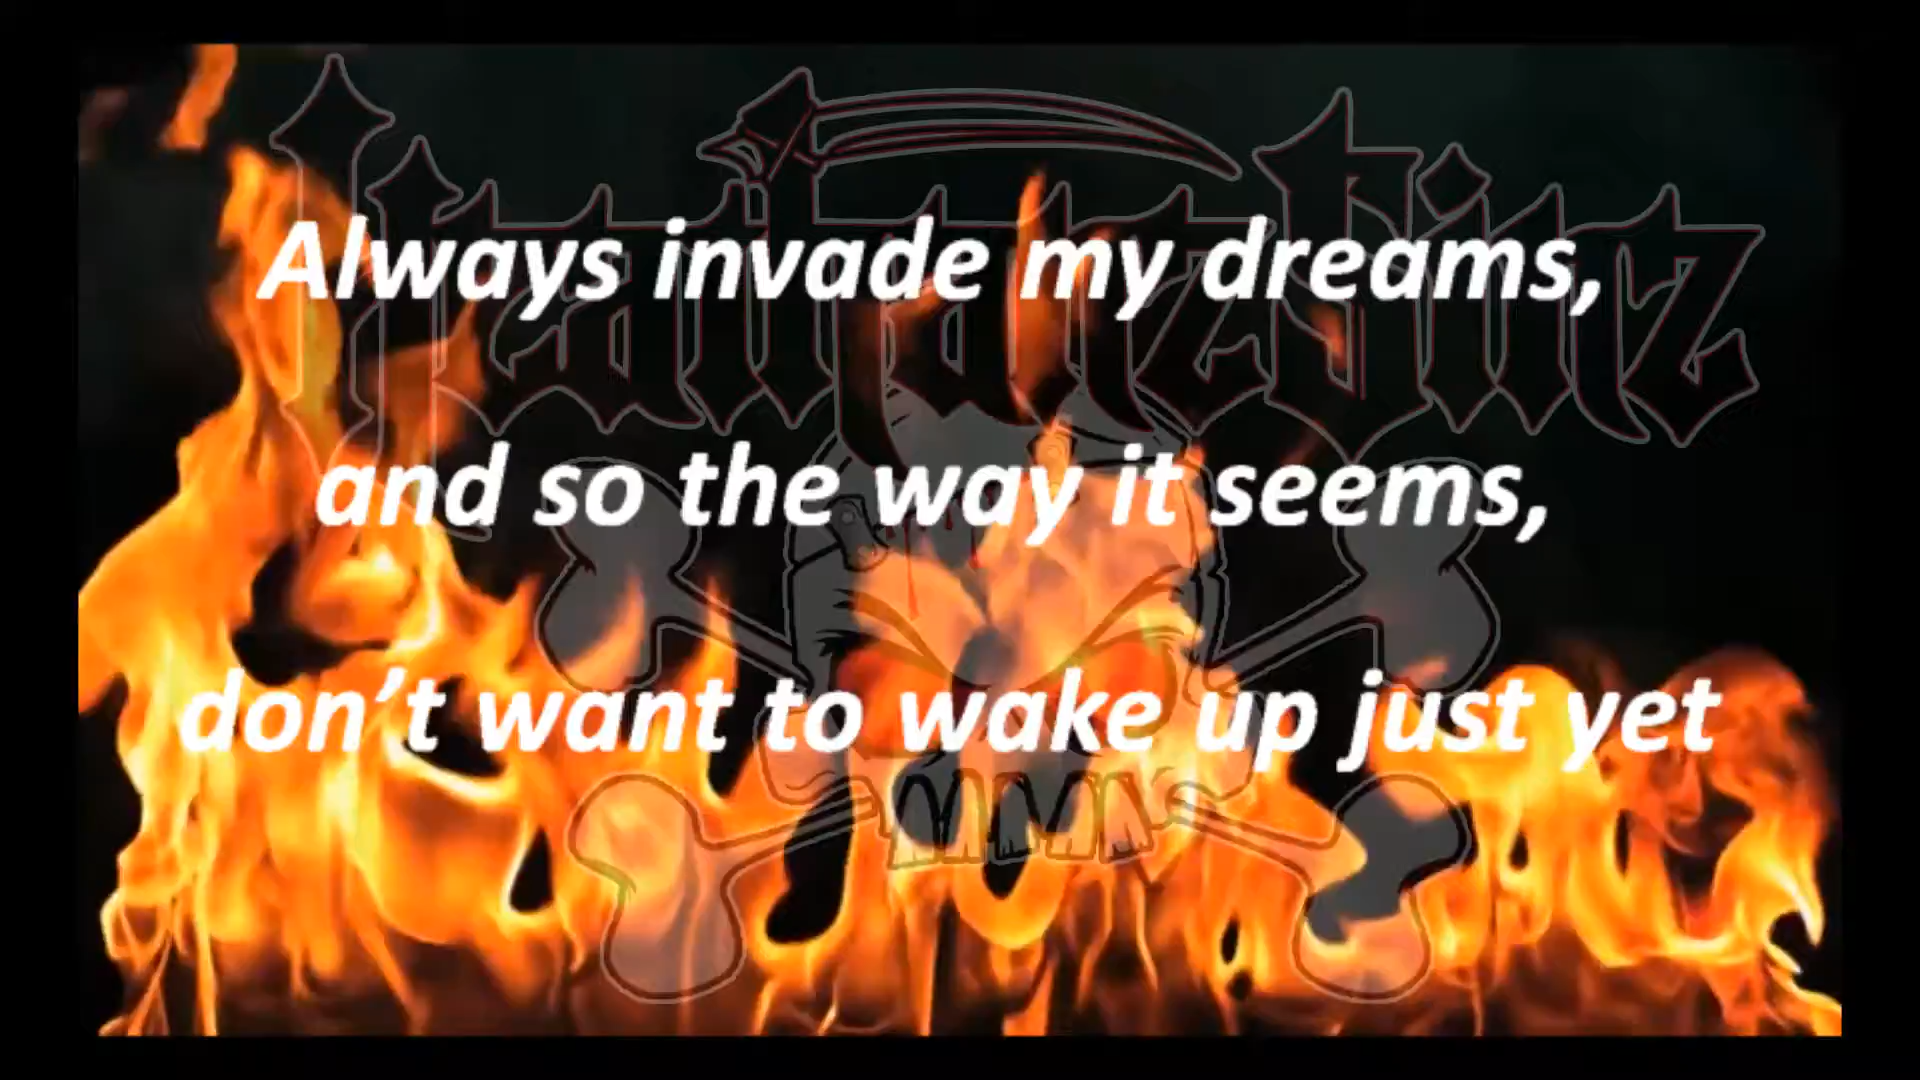 Always invade my dreams,
and so the way it seems,
don’t want to wake up just yet